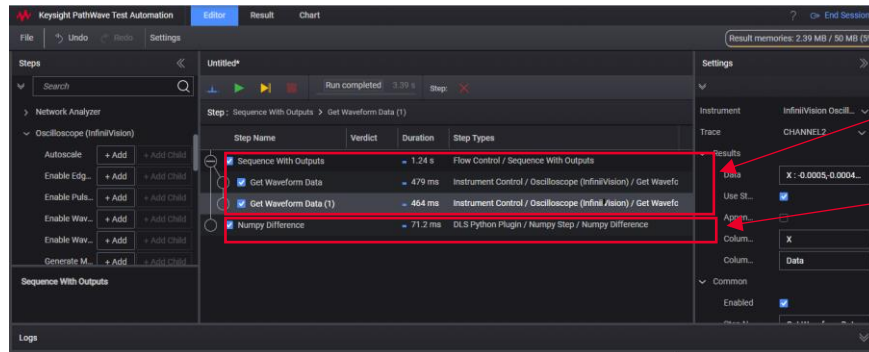 Keysight PathWave Test Automation Editor Result Chart ? End Session
File Undo Redo Settings Result memories: 2.39 MB / 50 MB (5%
Steps Untitled* Settings
Search Run completed 3.39 s Step:
Network Analyzer
Oscilloscope (InfiniiVision)
Autoscale + Add + Add Child
Enable Edg... + Add + Add Child
Enable Puls... + Add + Add Child
Enable Wav... + Add + Add Child
Enable Wav... + Add + Add Child
Generate M... + Add + Add Child
Sequence With Outputs
Step: Sequence With Outputs > Get Waveform Data (1)
Step Name Verdict Duration Step Types
Sequence With Outputs 1.24 s Flow Control / Sequence With Outputs
Get Waveform Data 479 ms Instrument Control / Oscilloscope (InfiniiVision) / Get Wavefo
Get Waveform Data (1) 464 ms Instrument Control / Oscilloscope (InfiniiVision) / Get Wavefo
Numpy Difference 71.2 ms DLS Python Plugin / Numpy Step / Numpy Difference
Instrument InfiniiVision Oscill...
Trace CHANNEL2
Results
Data X : -0.0005,-0.0004...
Use St...
Appen...
Colum... X
Colum... Data
Common
Enabled
Logs